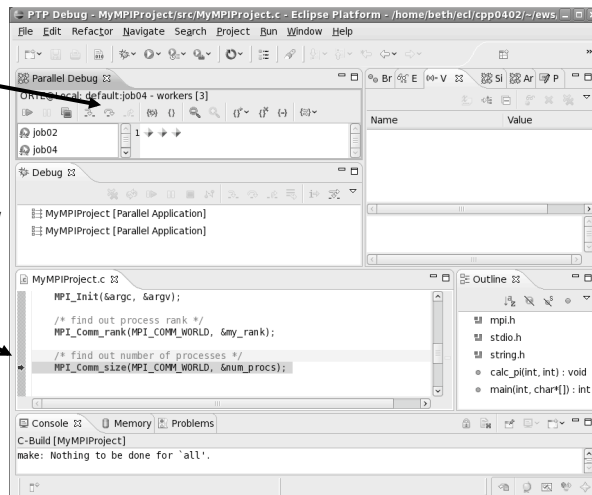 PTP Debug - MyMPIProject/src/MyMPIProject.c - Eclipse Platform - /home/beth/ecl/cpp0402/~/ews/
File Edit Refactor Navigate Search Project Run Window Help
Parallel Debug
ORTE@Local: default:job04 - workers [3]
job02
1
job04
Br E V Si Ar P
Name Value
Debug
MyMPIProject [Parallel Application]
MyMPIProject [Parallel Application]
MyMPIProject.c
MPI_Init(&argc, &argv);
/* find out process rank */
MPI_Comm_rank(MPI_COMM_WORLD, &my_rank);
/* find out number of processes */
MPI_Comm_size(MPI_COMM_WORLD, &num_procs);
Outline
mpi.h
stdio.h
string.h
calc_pi(int, int) : void
main(int, char*[]) : int
Console Memory Problems
C-Build [MyMPIProject]
make: Nothing to be done for `all'.